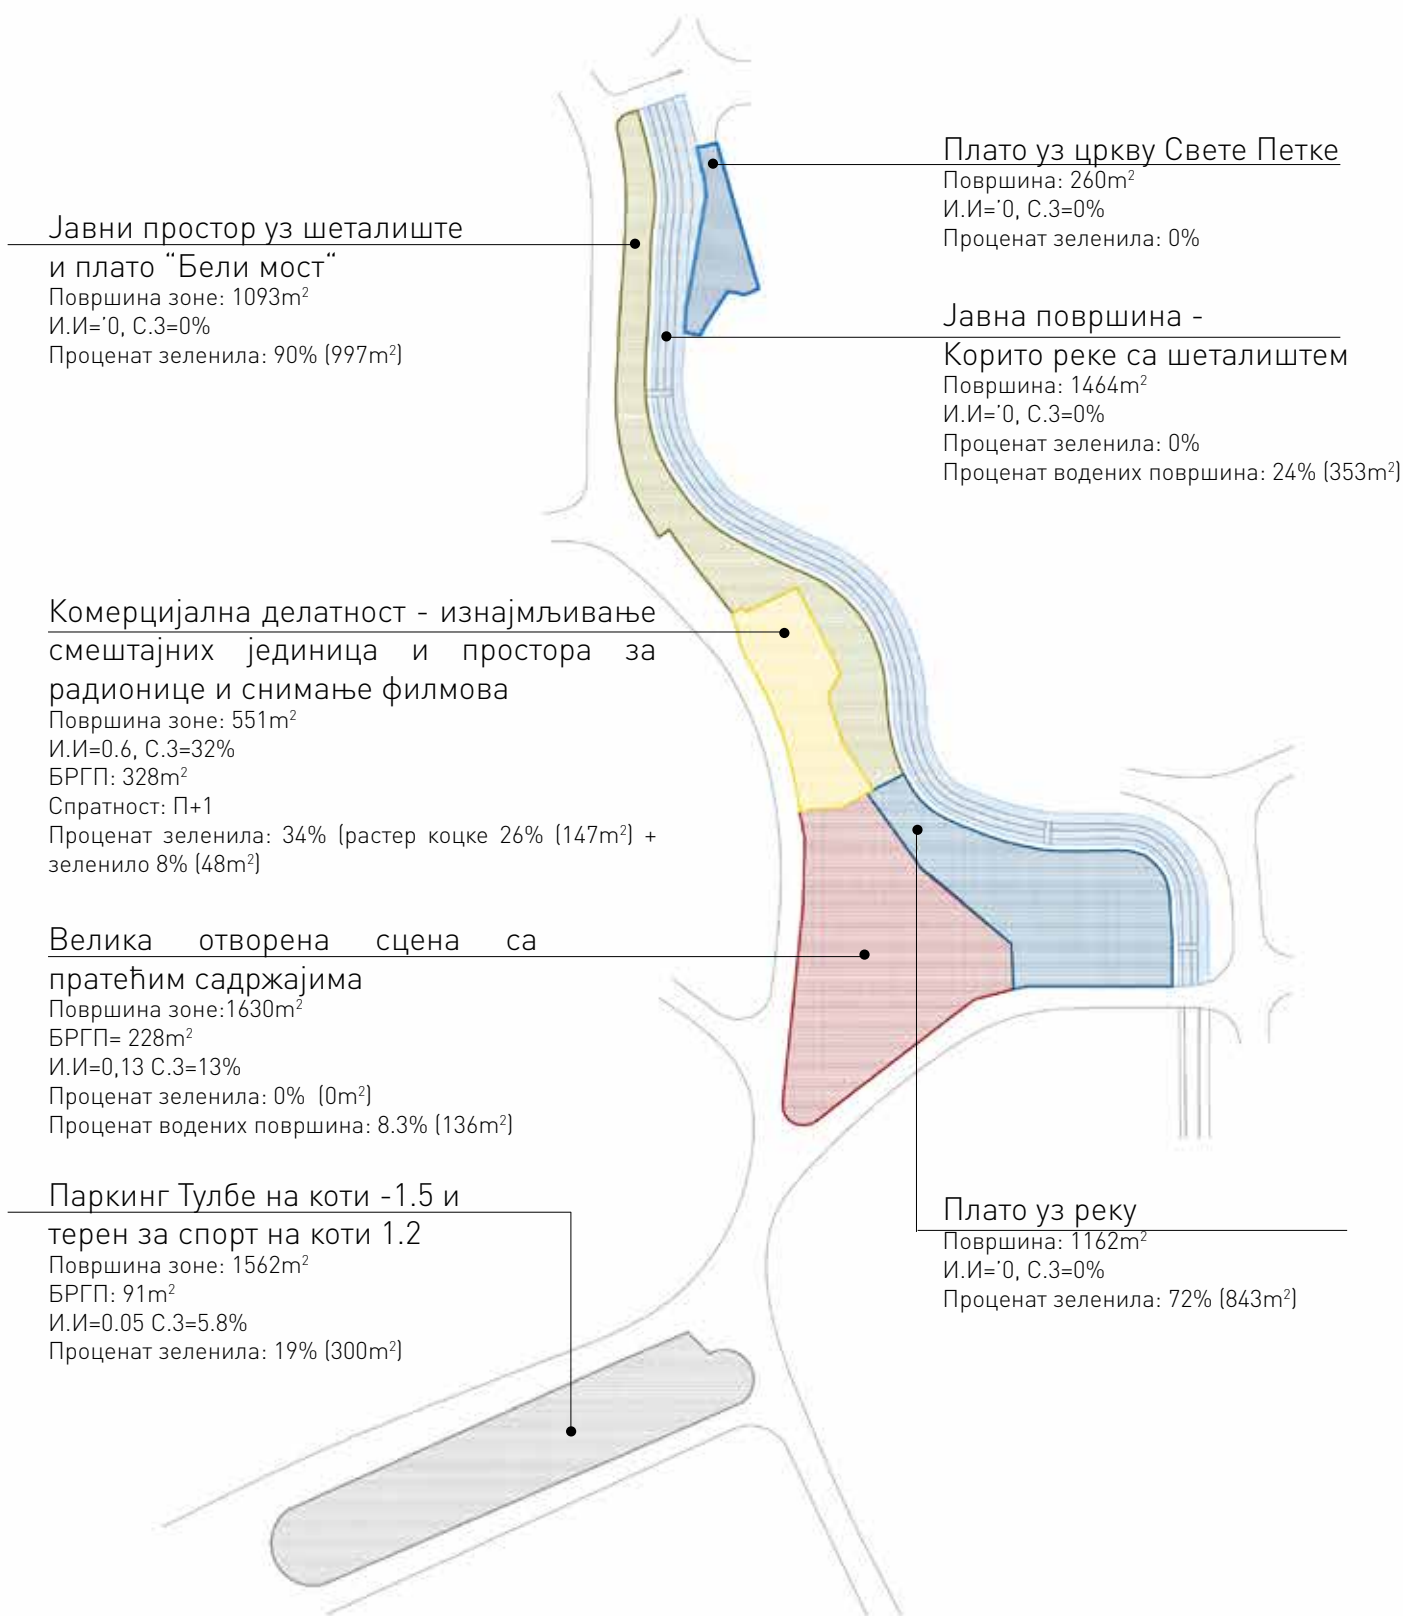 Јавни простор уз шеталиште
и плато "Бели мост"
Површина зоне: 1093m²
И.И='0, С.З=0%
Проценат зеленила: 90% (997m²)
Комерцијална делатност - изнајмљивање
смештајних јединица и простора за
радионице и снимање филмова
Површина зоне: 551m²
И.И=0.6, С.З=32%
БРГП: 328m²
Спратност: П+1
Проценат зеленила: 34% (растер коцке 26% (147m²) +
зеленило 8% (48m²)
Велика отворена сцена са
пратећим садржајима
Површина зоне:1630m²
БРГП= 228m²
И.И=0,13 С.З=13%
Проценат зеленила: 0% (0m²)
Проценат водених површина: 8.3% (136m²)
Паркинг Тулбе на коти -1.5 и
терен за спорт на коти 1.2
Површина зоне: 1562m²
БРГП: 91m²
И.И=0.05 С.З=5.8%
Проценат зеленила: 19% (300m²)
Плато уз цркву Свете Петке
Површина: 260m²
И.И='0, С.З=0%
Проценат зеленила: 0%
Јавна површина -
Корито реке са шеталиштем
Површина: 1464m²
И.И='0, С.З=0%
Проценат зеленила: 0%
Проценат водених површина: 24% (353m²)
Плато уз реку
Површина: 1162m²
И.И='0, С.З=0%
Проценат зеленила: 72% (843m²)